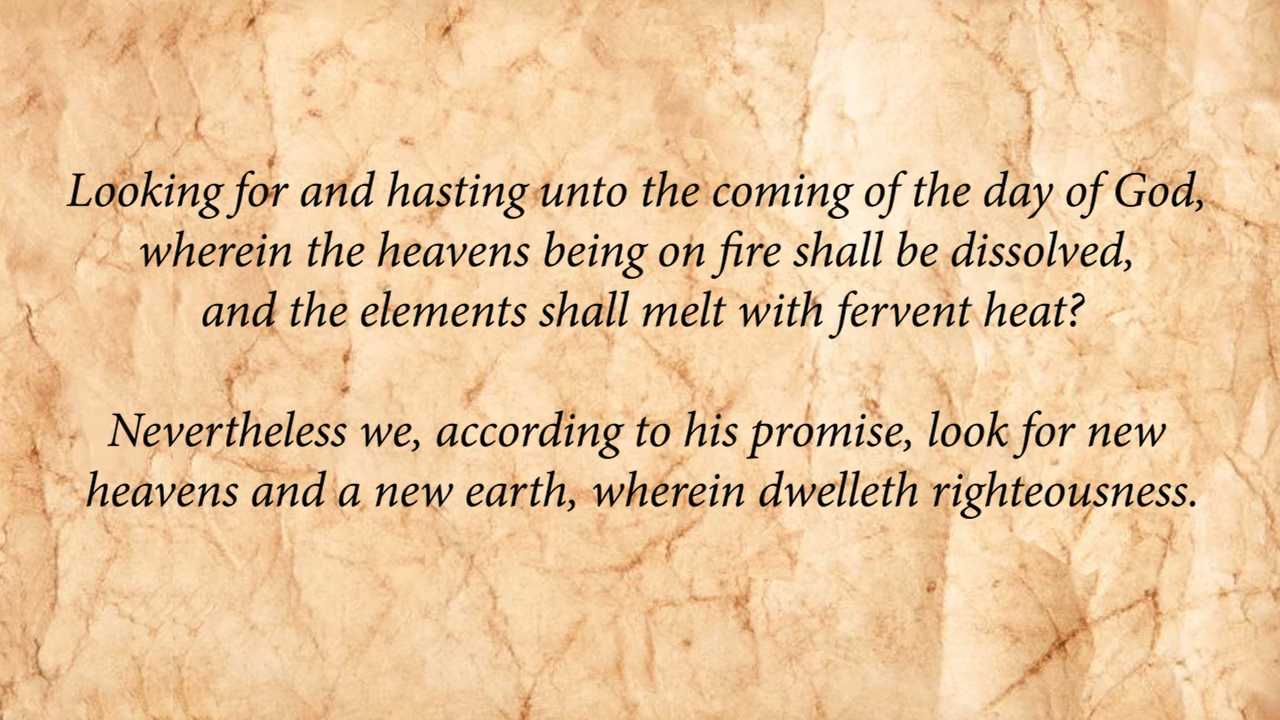 Looking for and hasting unto the coming of the day of God,
wherein the heavens being on fire shall be dissolved,
and the elements shall melt with fervent heat?
Nevertheless we, according to his promise, look for new
heavens and a new earth, wherein dwelleth righteousness.